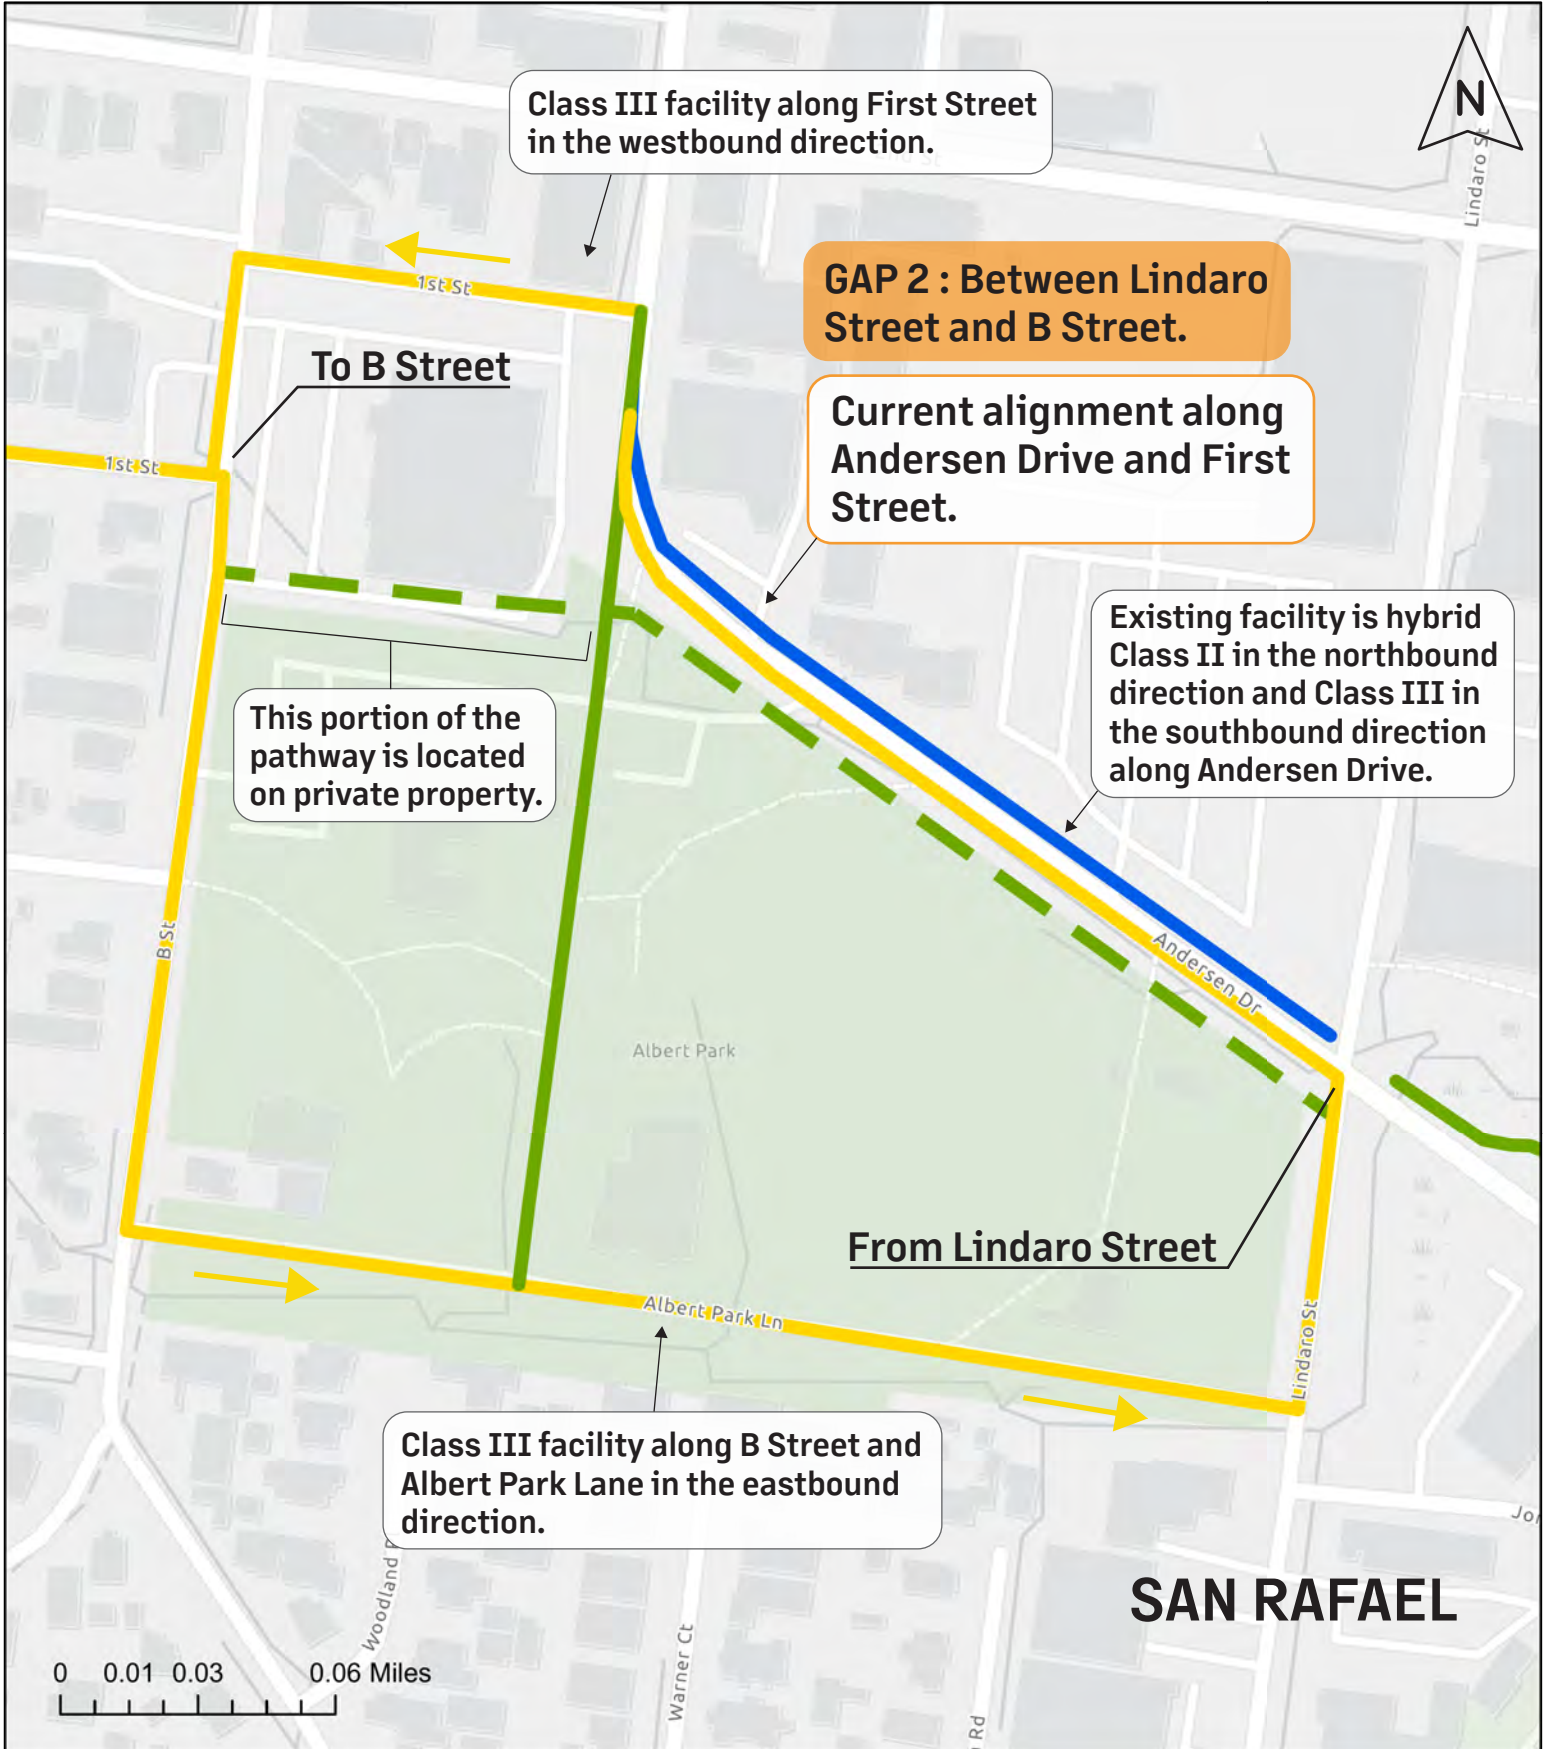 Class III facility along First Street
in the westbound direction.
N
Lindaro St
GAP 2 : Between Lindaro
Street and B Street.
1st St
To B Street
Current alignment along
Andersen Drive and First
Street.
1st St
Existing facility is hybrid
Class II in the northbound
direction and Class III in
the southbound direction
along Andersen Drive.
This portion of the
pathway is located
on private property.
B St
Andersen Dr
Albert Park
From Lindaro Street
Albert Park Ln
Lindaro St
Class III facility along B Street and
Albert Park Lane in the eastbound
direction.
Woodland
Warner Ct
Rd
SAN RAFAEL
0 0.01 0.03 0.06 Miles